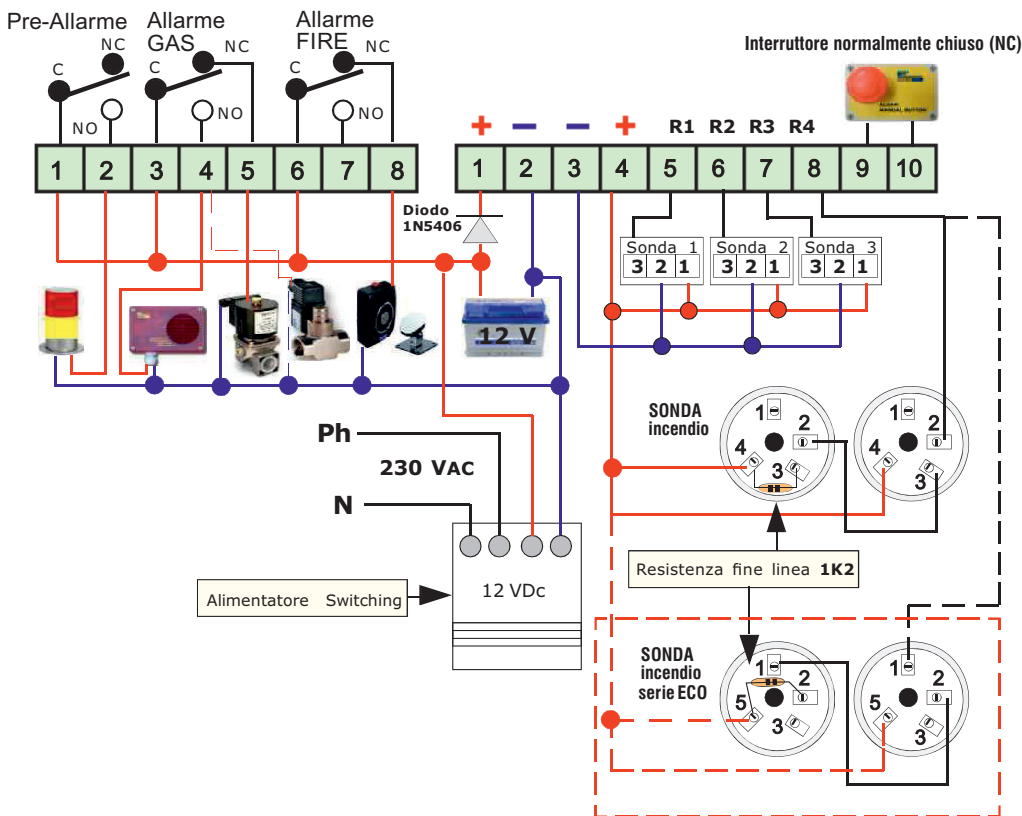 Pre-Allarme
Allarme
GAS
Allarme
FIRE
Interruttore normalmente chiuso (NC)
NC
C
NO
NC
C
NO
NC
C
NO
+ − − + R1 R2 R3 R4
1 2 3 4 5 6 7 8
1 2 3 4 5 6 7 8 9 10
Diodo
1N5406
Sonda 1
3 2 1
Sonda 2
3 2 1
Sonda 3
3 2 1
12 V
SONDA
incendio
1
2
3
4
1
2
3
4
Ph
230 VAC
N
Resistenza fine linea 1K2
Alimentatore Switching
12 VDc
SONDA
incendio
serie ECO
1
2
3
5
1
2
3
5